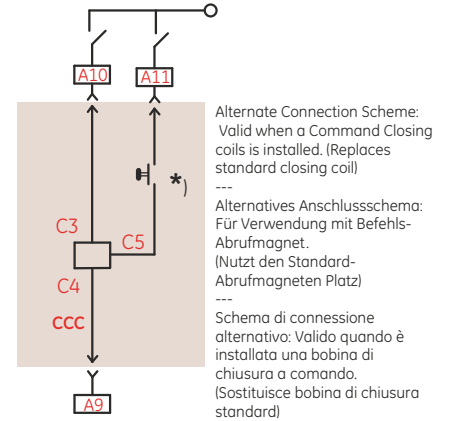 A10
A11
*)
C3
C5
C4
CCC
A9
Alternate Connection Scheme:
Valid when a Command Closing
coils is installed. (Replaces
standard closing coil)
---
Alternatives Anschlussschema:
Für Verwendung mit Befehls-
Abrufmagnet.
(Nutzt den Standard-
Abrufmagneten Platz)
---
Schema di connessione
alternativo: Valido quando è
installata una bobina di
chiusura a comando.
(Sostituisce bobina di chiusura
standard)